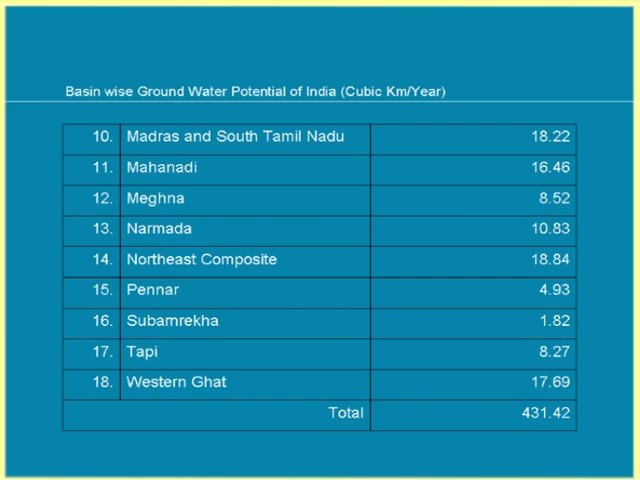 Basin wise Ground Water Potential of India (Cubic Km/Year)
10. Madras and South Tamil Nadu 18.22
11. Mahanadi 16.46
12. Meghna 8.52
13. Narmada 10.83
14. Northeast Composite 18.84
15. Pennar 4.93
16. Subarnrekha 1.82
17. Tapi 8.27
18. Western Ghat 17.69
Total 431.42